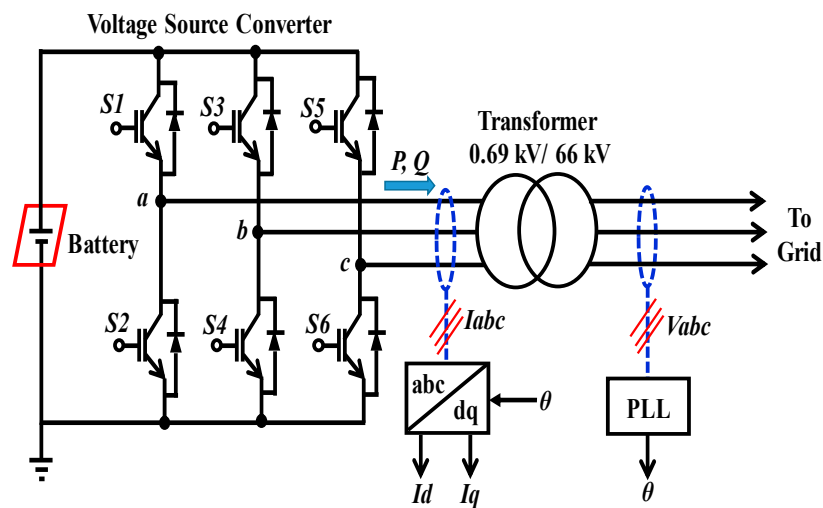 Voltage Source Converter
S1
S3
S5
Transformer
0.69 kV/ 66 kV
P, Q
a
b
c
Battery
To
Grid
S2
S4
S6
Iabc
Vabc
abc
dq
θ
PLL
Id
Iq
θ